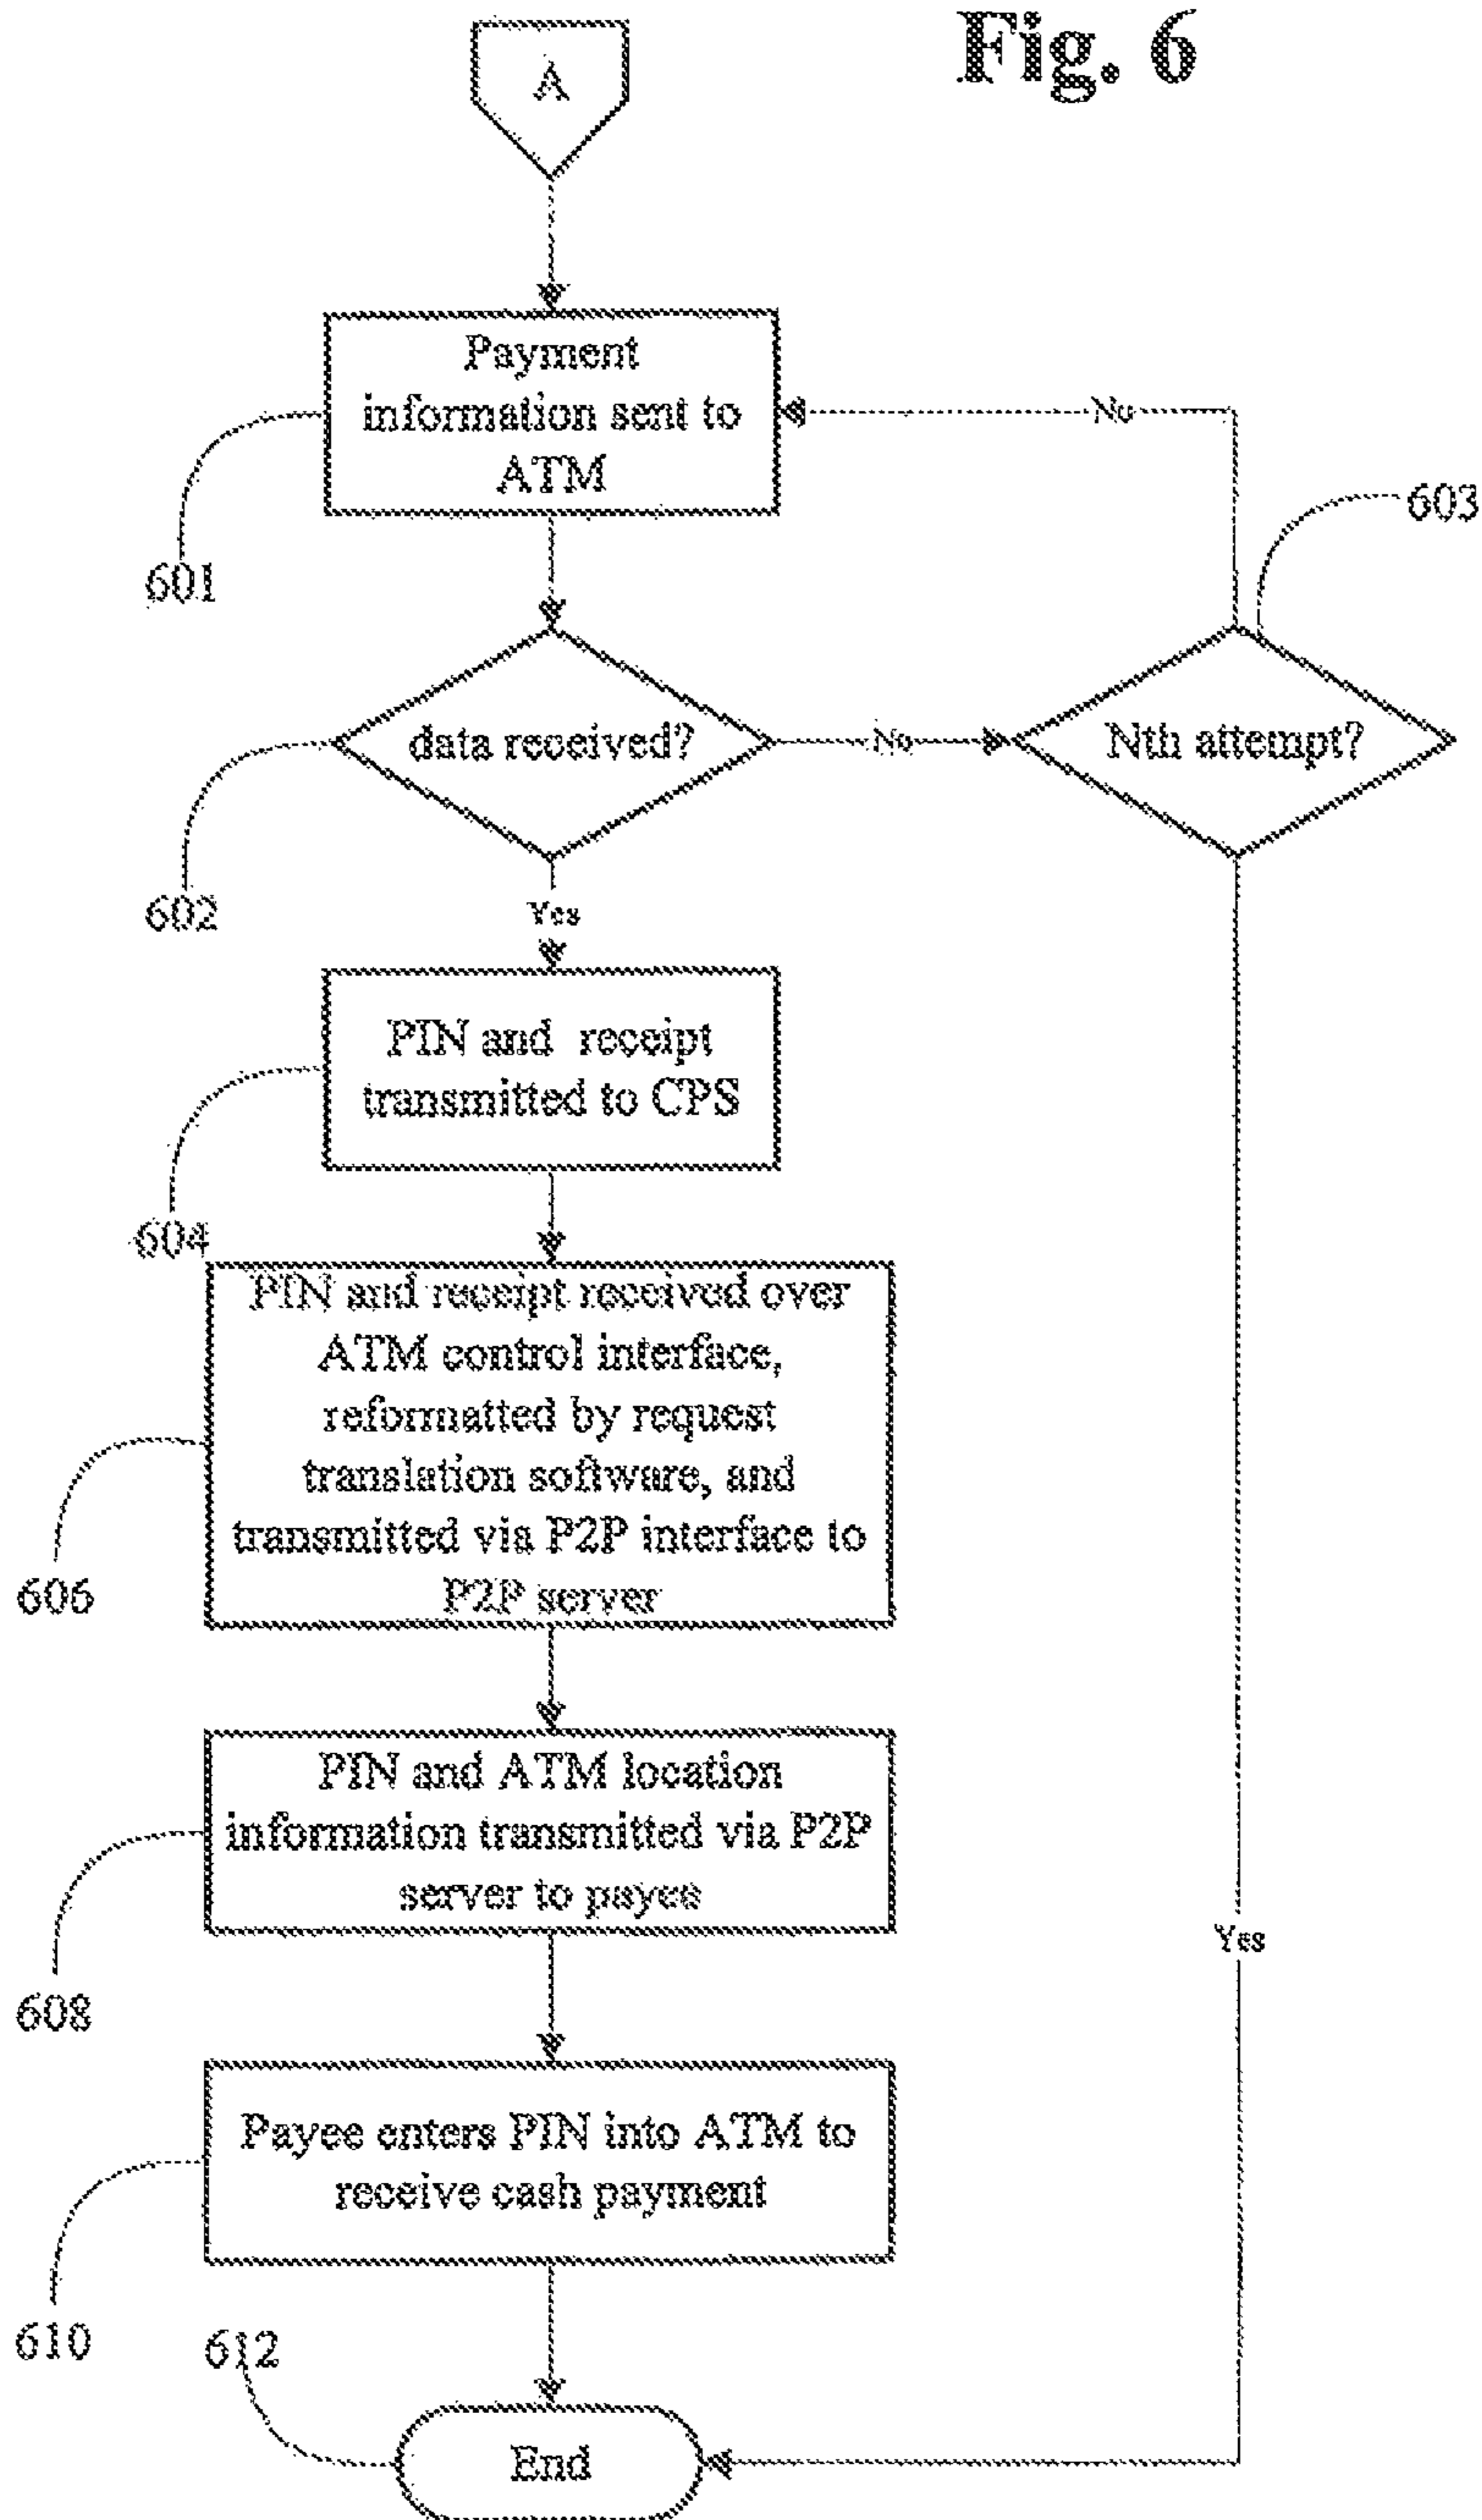 Fig. 6
A
Payment
information sent to
ATM
No
603
601
data received?
No
Nth attempt?
602
Yes
PIN and receipt
transmitted to CPS
604
PIN and receipt received over
ATM control interface,
reformatted by request
translation software, and
transmitted via P2P interface to
P2P server
606
PIN and ATM location
information transmitted via P2P
server to payee
Yes
608
Payee enters PIN into ATM to
receive cash payment
610
612
End